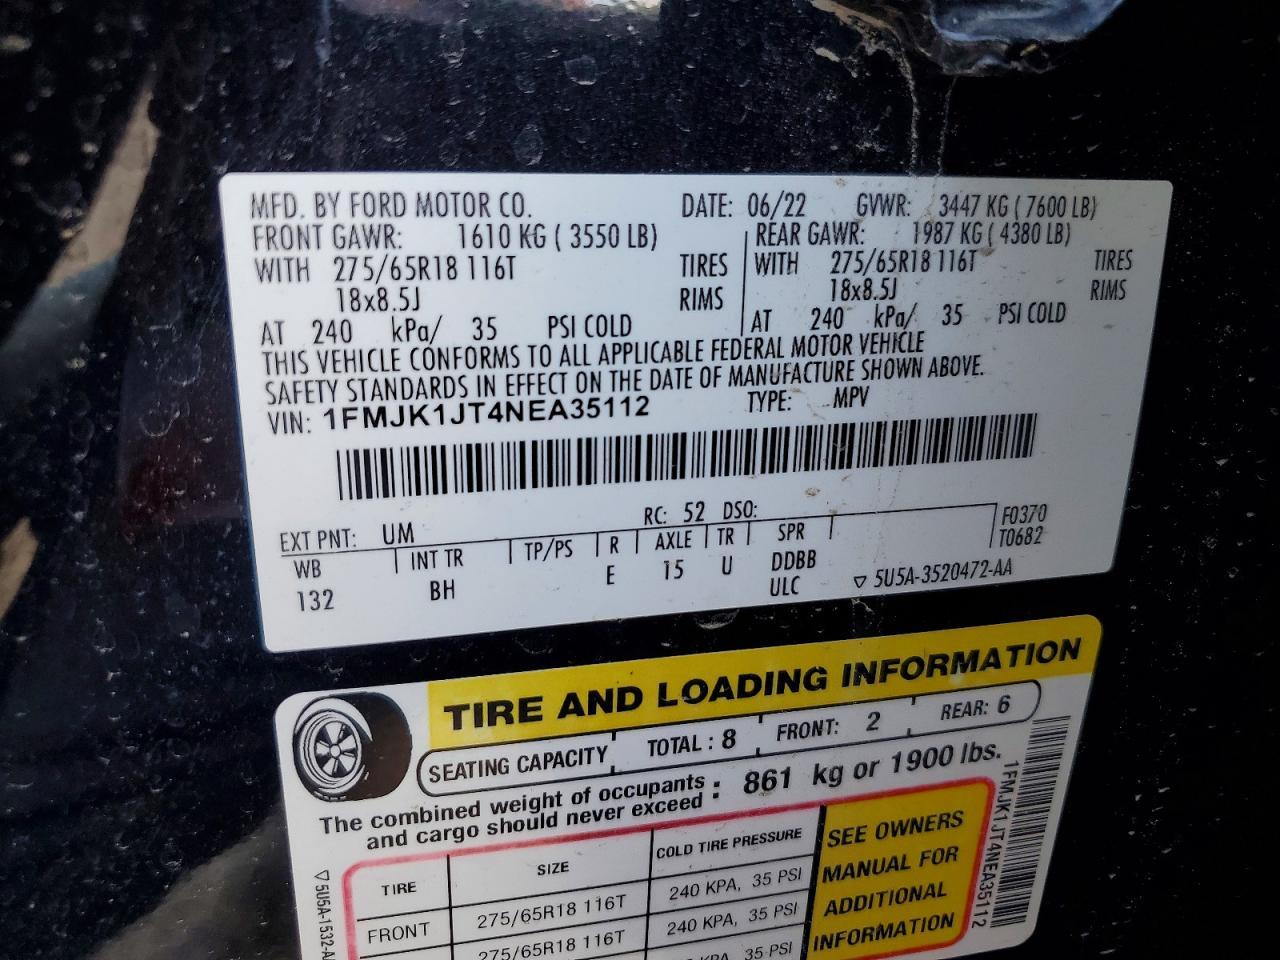 MFD. BY FORD MOTOR CO. DATE: 06/22 GVWR: 3447 KG ( 7600 LB)
FRONT GAWR: 1610 KG ( 3550 LB) REAR GAWR: 1987 KG ( 4380 LB)
WITH 275/65R18 116T TIRES WITH 275/65R18 116T TIRES
18x8.5J RIMS 18x8.5J RIMS
AT 240 kPa/ 35 PSI COLD AT 240 kPa/ 35 PSI COLD
THIS VEHICLE CONFORMS TO ALL APPLICABLE FEDERAL MOTOR VEHICLE
SAFETY STANDARDS IN EFFECT ON THE DATE OF MANUFACTURE SHOWN ABOVE.
VIN: 1FMJK1JT4NEA35112 TYPE: MPV
EXT PNT: UM RC: 52 DSO: F0370
WB INT TR TP/PS R AXLE TR SPR T0682
132 BH E 15 U DDBB
ULC ▽ 5U5A-3520472-AA
TIRE AND LOADING INFORMATION
SEATING CAPACITY TOTAL : 8 FRONT: 2 REAR: 6
The combined weight of occupants and cargo should never exceed : 861 kg or 1900 lbs.
TIRE SIZE COLD TIRE PRESSURE
FRONT 275/65R18 116T 240 KPA, 35 PSI
275/65R18 116T 240 KPA, 35 PSI
KPA, 35 PSI
SEE OWNERS
MANUAL FOR
ADDITIONAL
INFORMATION
1FMJK1JT4NEA35112
▽ 5U5A-1532-A